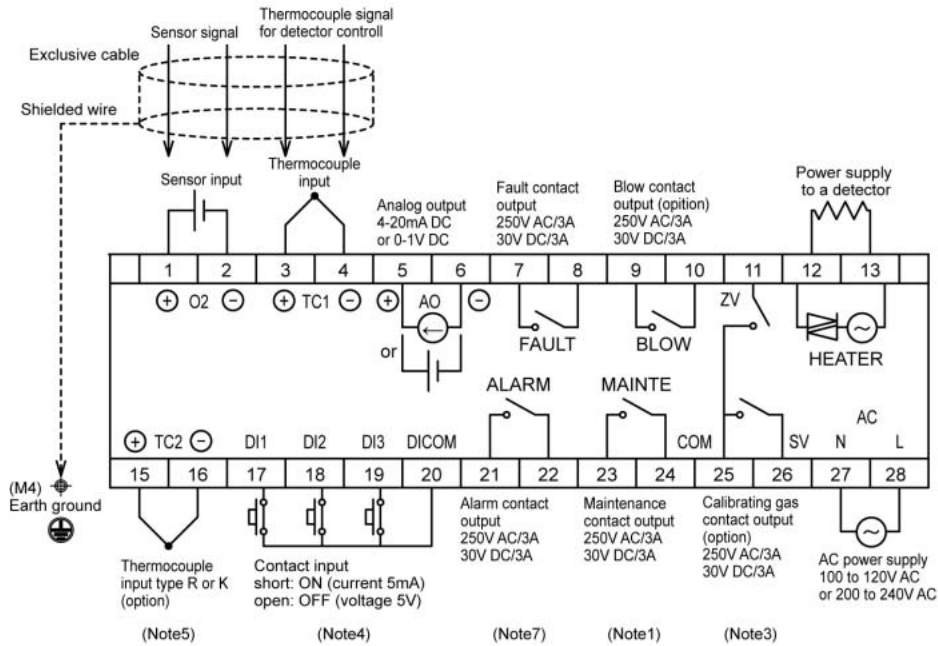 Thermocouple signal
for detector controll
Sensor signal
Exclusive cable
Shielded wire
Thermocouple
input
Sensor input
Analog output
4-20mA DC
or 0-1V DC
Fault contact
output
250V AC/3A
30V DC/3A
Blow contact
output (opition)
250V AC/3A
30V DC/3A
Power supply
to a detector
1 2 3 4 5 6 7 8 9 10 11 12 13
+ O2 − + TC1 − + AO −
ZV
or
FAULT
BLOW
HEATER
ALARM
MAINTE
+ TC2 − DI1 DI2 DI3 DICOM
COM
SV
AC
N
L
15 16 17 18 19 20 21 22 23 24 25 26 27 28
(M4)
Earth ground
Thermocouple
input type R or K
(option)
Contact input
short: ON (current 5mA)
open: OFF (voltage 5V)
Alarm contact
output
250V AC/3A
30V DC/3A
Maintenance
contact output
250V AC/3A
30V DC/3A
Calibrating gas
contact output
(option)
250V AC/3A
30V DC/3A
AC power supply
100 to 120V AC
or 200 to 240V AC
(Note5) (Note4) (Note7) (Note1) (Note3)